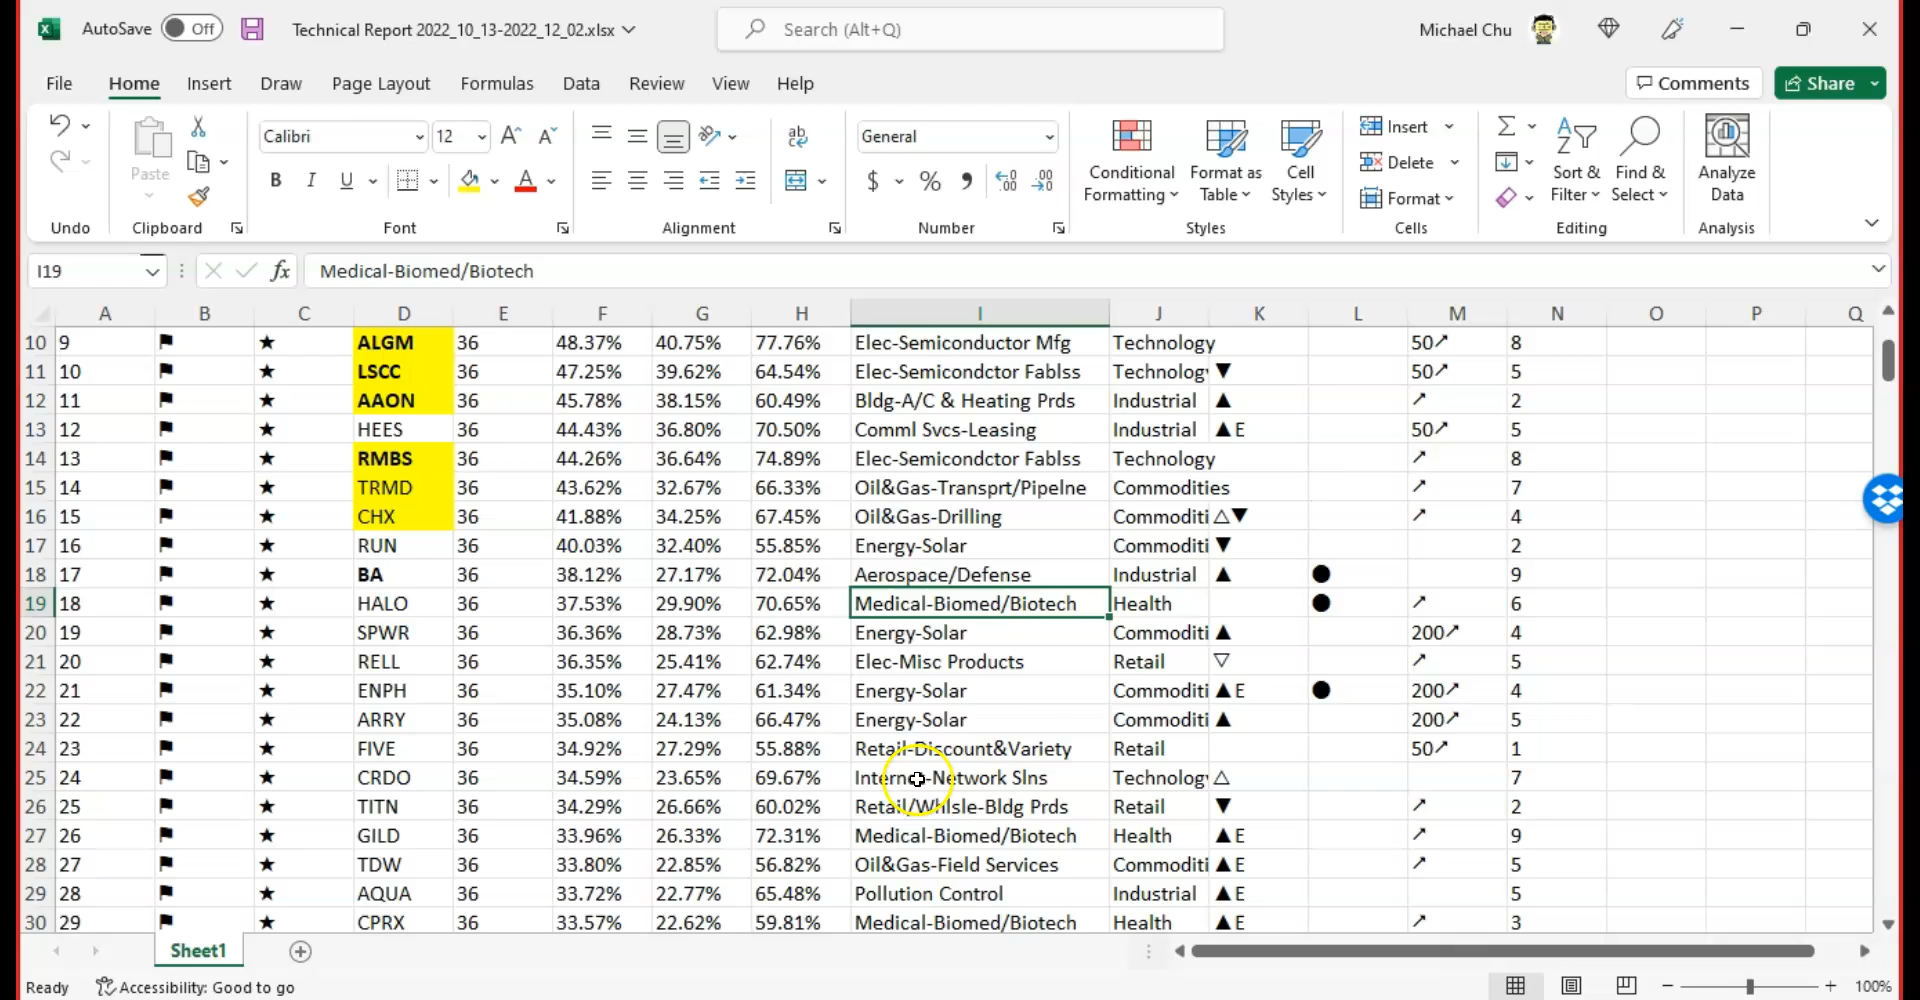 AutoSave Off Technical Report 2022_10_13-2022_12_02.xlsx Search (Alt+Q) Michael Chu
File Home Insert Draw Page Layout Formulas Data Review View Help Comments Share
Calibri 12 General Insert
Paste Conditional Format as Cell Delete Sort & Find & Analyze
B I U $ % Formatting Table Styles Format Filter Select Data
Undo Clipboard Font Alignment Number Styles Cells Editing Analysis
I19 fx Medical-Biomed/Biotech
A B C D E F G H I J K L M N O P Q
10 9 ⚑ ★ ALGM 36 48.37% 40.75% 77.76% Elec-Semiconductor Mfg Technology 50↗ 8
11 10 ⚑ ★ LSCC 36 47.25% 39.62% 64.54% Elec-Semicondctor Fablss Technology ▼ 50↗ 5
12 11 ⚑ ★ AAON 36 45.78% 38.15% 60.49% Bldg-A/C & Heating Prds Industrial ▲ ↗ 2
13 12 ⚑ ★ HEES 36 44.43% 36.80% 70.50% Comml Svcs-Leasing Industrial ▲E 50↗ 5
14 13 ⚑ ★ RMBS 36 44.26% 36.64% 74.89% Elec-Semicondctor Fablss Technology ↗ 8
15 14 ⚑ ★ TRMD 36 43.62% 32.67% 66.33% Oil&Gas-Transprt/Pipelne Commodities ↗ 7
16 15 ⚑ ★ CHX 36 41.88% 34.25% 67.45% Oil&Gas-Drilling Commoditi △▼ ↗ 4
17 16 ⚑ ★ RUN 36 40.03% 32.40% 55.85% Energy-Solar Commoditi ▼ 2
18 17 ⚑ ★ BA 36 38.12% 27.17% 72.04% Aerospace/Defense Industrial ▲ ● 9
19 18 ⚑ ★ HALO 36 37.53% 29.90% 70.65% Medical-Biomed/Biotech Health ● ↗ 6
20 19 ⚑ ★ SPWR 36 36.36% 28.73% 62.98% Energy-Solar Commoditi ▲ 200↗ 4
21 20 ⚑ ★ RELL 36 36.35% 25.41% 62.74% Elec-Misc Products Retail ▽ ↗ 5
22 21 ⚑ ★ ENPH 36 35.10% 27.47% 61.34% Energy-Solar Commoditi ▲E ● 200↗ 4
23 22 ⚑ ★ ARRY 36 35.08% 24.13% 66.47% Energy-Solar Commoditi ▲ 200↗ 5
24 23 ⚑ ★ FIVE 36 34.92% 27.29% 55.88% Retail-Discount&Variety Retail 50↗ 1
25 24 ⚑ ★ CRDO 36 34.59% 23.65% 69.67% Internet-Network Slns Technology △ 7
26 25 ⚑ ★ TITN 36 34.29% 26.66% 60.02% Retail/Whlsle-Bldg Prds Retail ▼ ↗ 2
27 26 ⚑ ★ GILD 36 33.96% 26.33% 72.31% Medical-Biomed/Biotech Health ▲E ↗ 9
28 27 ⚑ ★ TDW 36 33.80% 22.85% 56.82% Oil&Gas-Field Services Commoditi ▲E ↗ 5
29 28 ⚑ ★ AQUA 36 33.72% 22.77% 65.48% Pollution Control Industrial ▲E 5
30 29 ⚑ ★ CPRX 36 33.57% 22.62% 59.81% Medical-Biomed/Biotech Health ▲E ↗ 3
Sheet1
Ready Accessibility: Good to go 100%